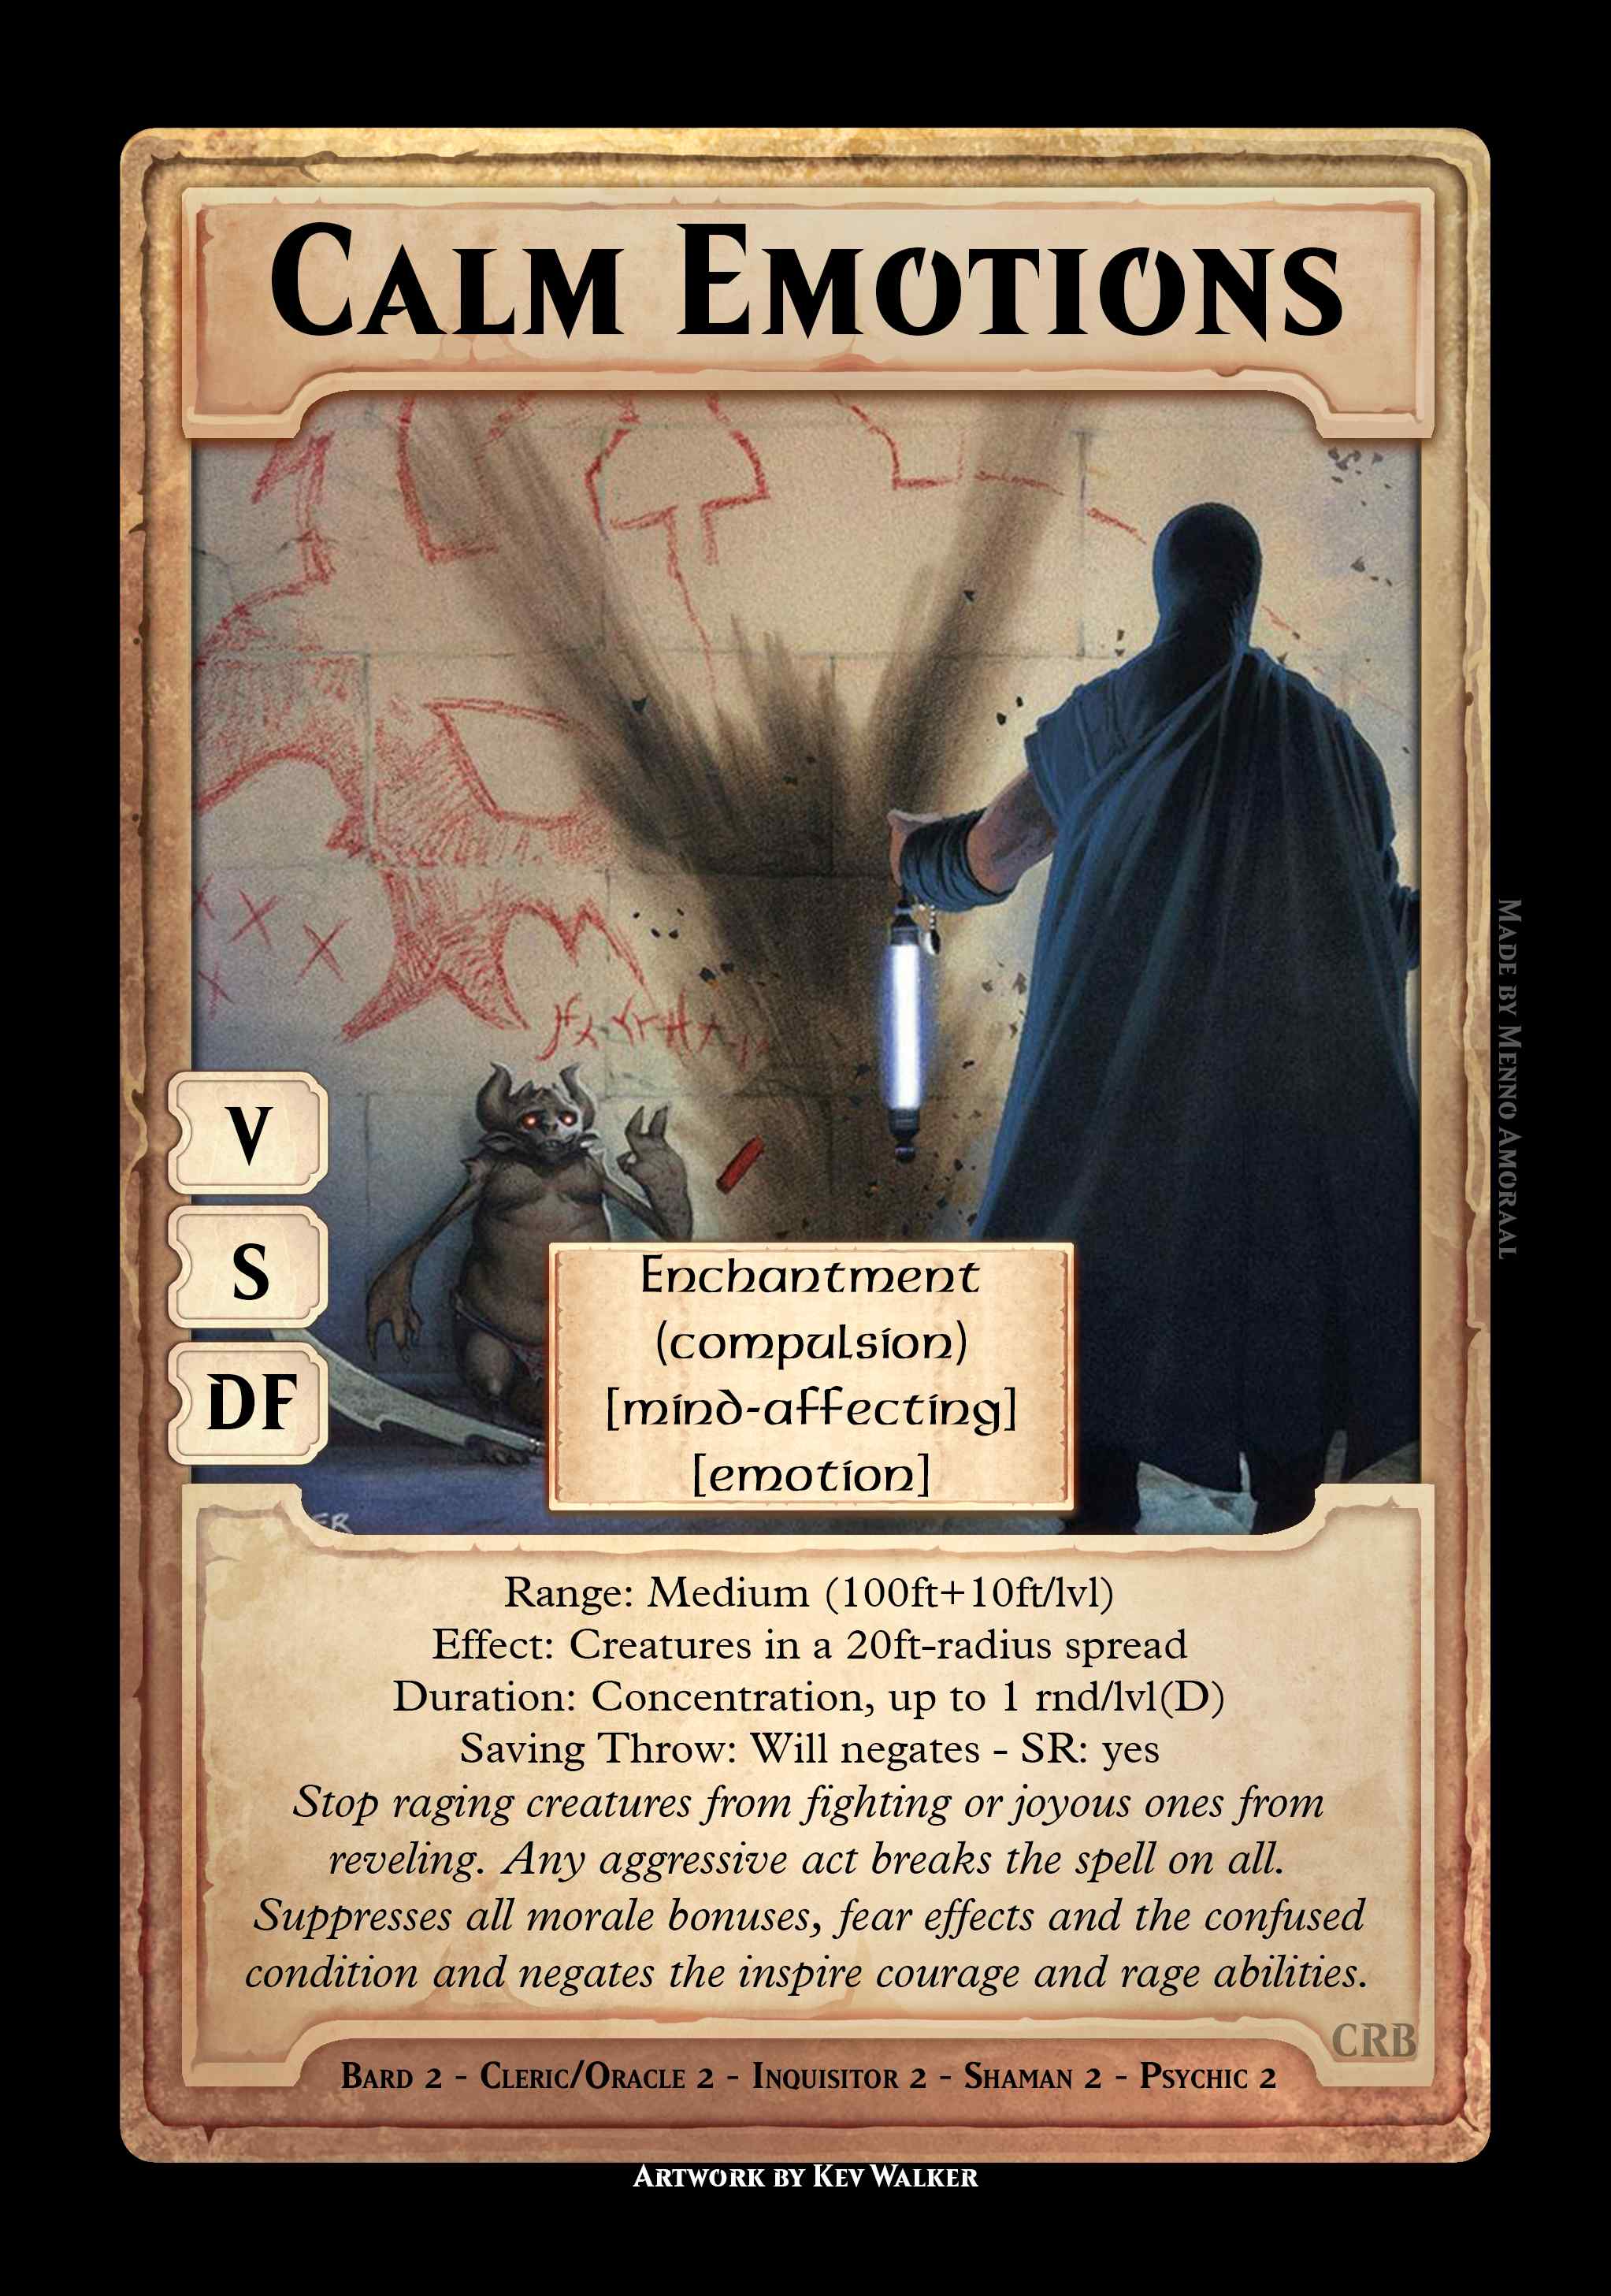 Calm Emotions
V
S
DF
Enchantment
(compulsion)
[mind-affecting]
[emotion]
Range: Medium (100ft+10ft/lvl)
Effect: Creatures in a 20ft-radius spread
Duration: Concentration, up to 1 rnd/lvl(D)
Saving Throw: Will negates - SR: yes
Stop raging creatures from fighting or joyous ones from
reveling. Any aggressive act breaks the spell on all.
Suppresses all morale bonuses, fear effects and the confused
condition and negates the inspire courage and rage abilities.
CRB
Bard 2 - Cleric/Oracle 2 - Inquisitor 2 - Shaman 2 - Psychic 2
Artwork by Kev Walker
Made by Menno Amoraal